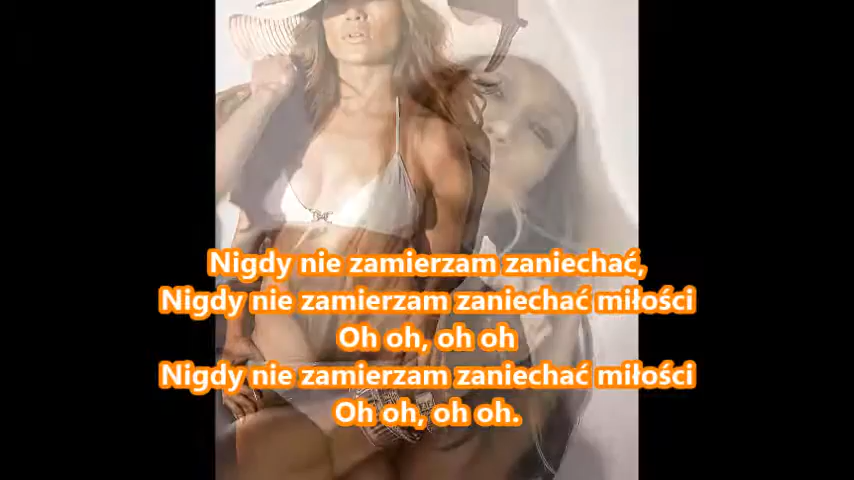 Nigdy nie zamierzam zaniechać,
Nigdy nie zamierzam zaniechać miłości
Oh oh, oh oh
Nigdy nie zamierzam zaniechać miłości
Oh oh, oh oh.